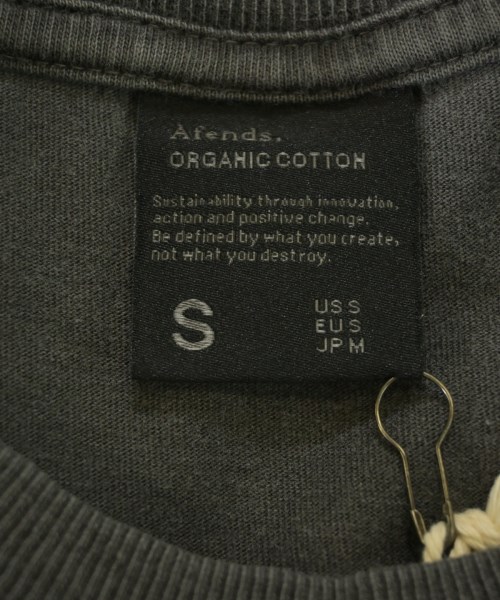 Afends.
ORGANIC COTTON
Sustainability through innovation,
action and positive change.
Be defined by what you create,
not what you destroy.
S
US S
EU S
JP M